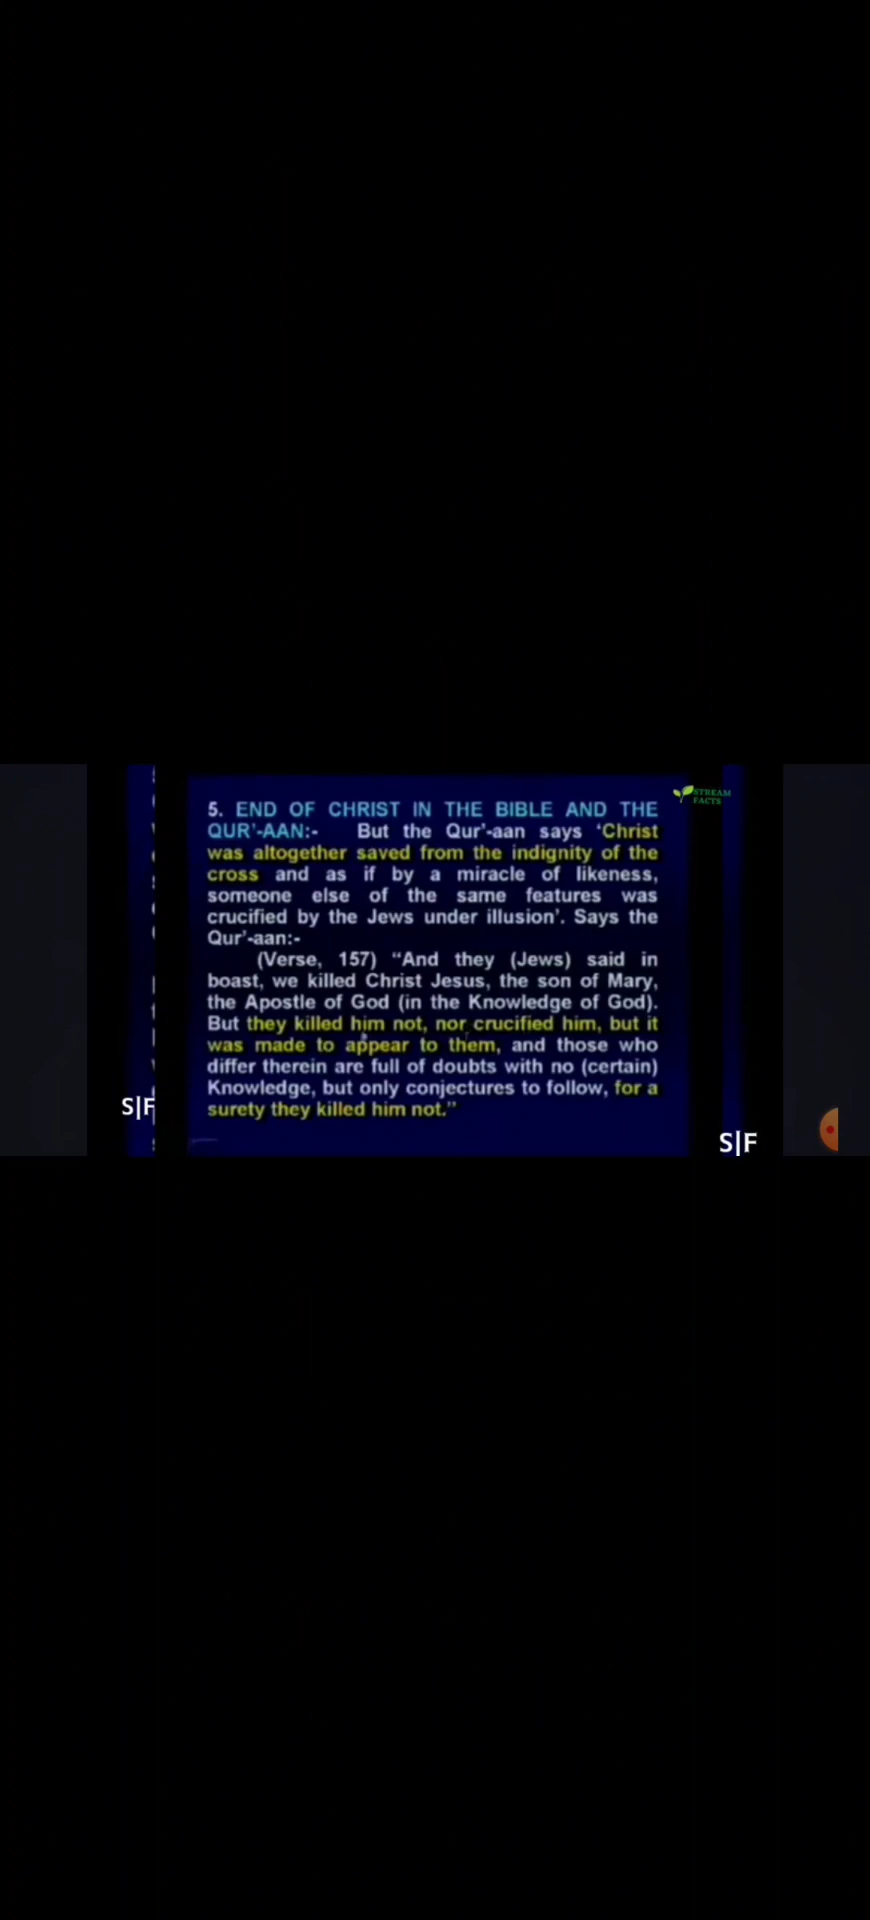 STREAM
FACTS
5. END OF CHRIST IN THE BIBLE AND THE
QUR'-AAN:- But the Qur'-aan says 'Christ
was altogether saved from the indignity of the
cross and as if by a miracle of likeness,
someone else of the same features was
crucified by the Jews under illusion'. Says the
Qur'-aan:-
(Verse, 157) "And they (Jews) said in
boast, we killed Christ Jesus, the son of Mary,
the Apostle of God (in the Knowledge of God).
But they killed him not, nor crucified him, but it
was made to appear to them, and those who
differ therein are full of doubts with no (certain)
Knowledge, but only conjectures to follow, for a
surety they killed him not."
S|F
S|F